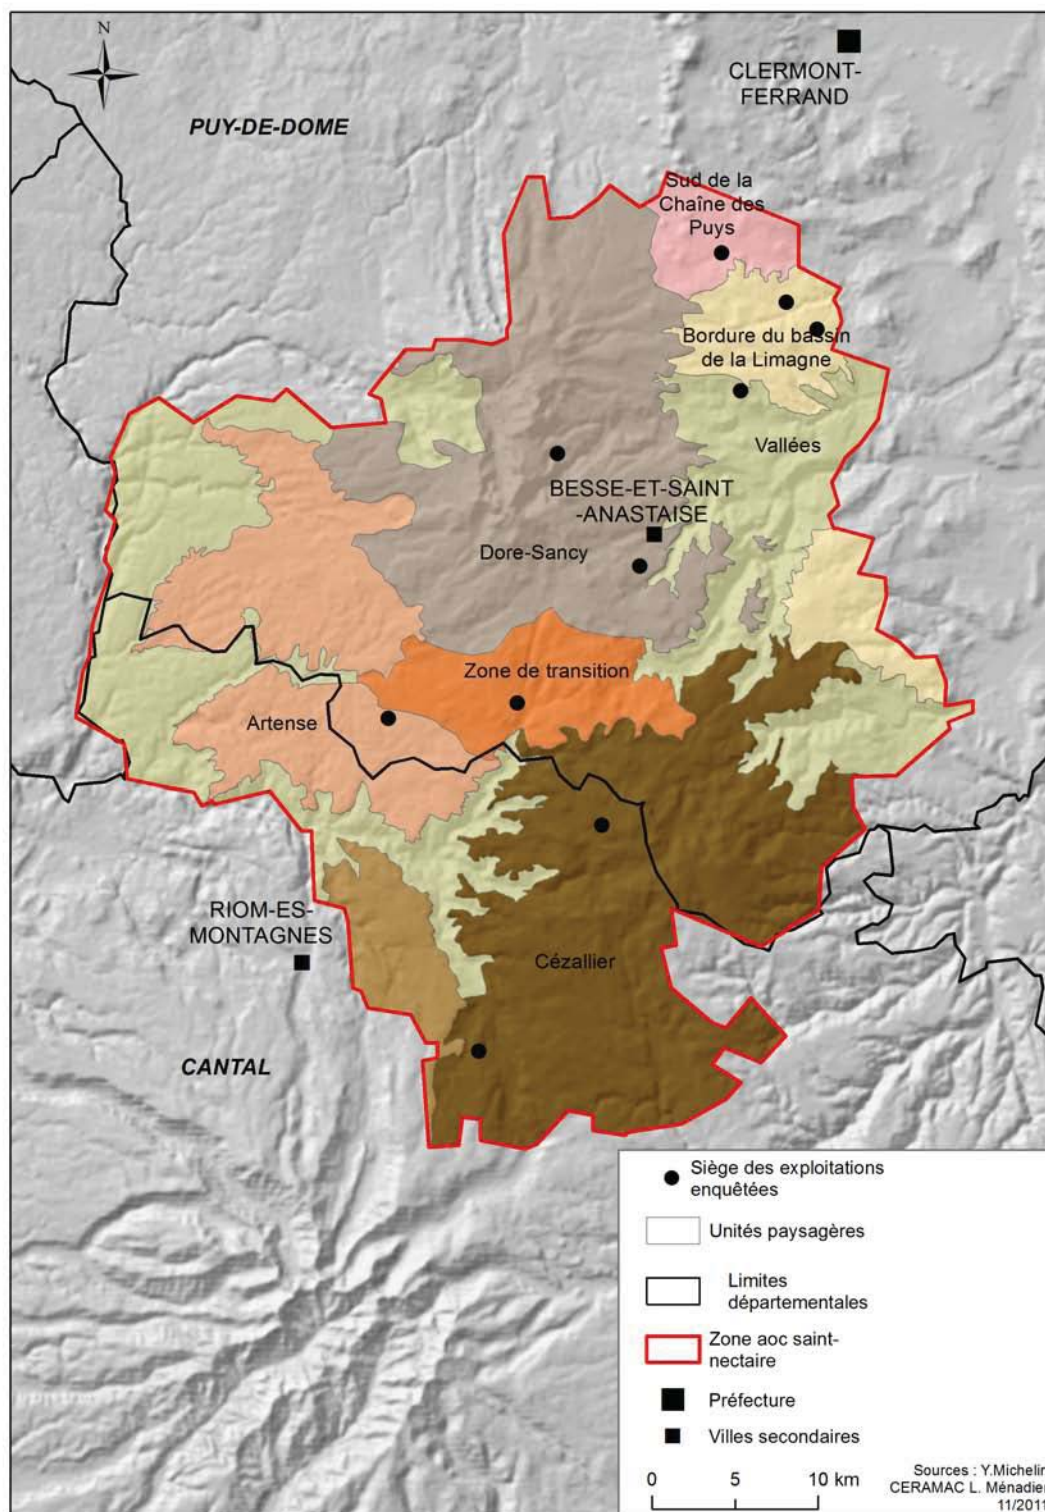 N
CLERMONT-
FERRAND
PUY-DE-DOME
Sud de la
Chaîne des
Puys
Bordure du bassin
de la Limagne
Vallées
BESSE-ET-SAINT
-ANASTAISE
Dore-Sancy
Zone de transition
Artense
RIOM-ES-
MONTAGNES
Cézallier
CANTAL
Siège des exploitations
enquêtées
Unités paysagères
Limites
départementales
Zone aoc saint-
nectaire
Préfecture
Villes secondaires
0 5 10 km
Sources : Y.Michelin
CERAMAC L. Ménadier
11/2011